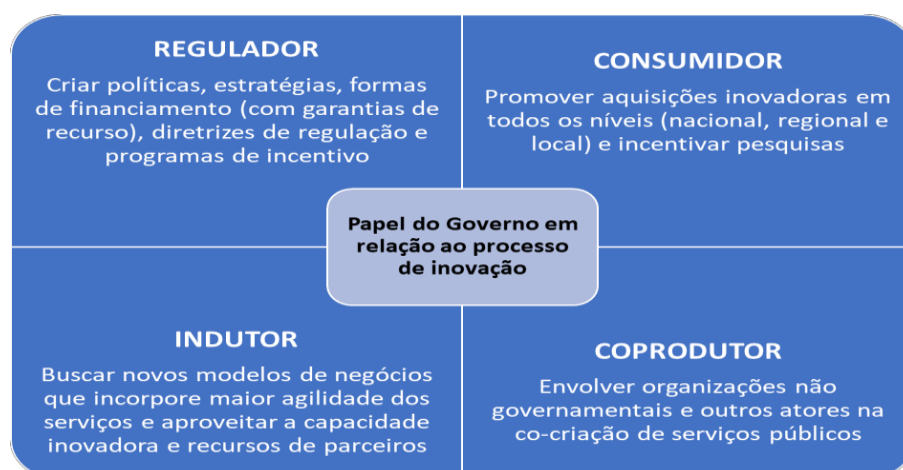 REGULADOR
Criar políticas, estratégias, formas
de financiamento (com garantias de
recurso), diretrizes de regulação e
programas de incentivo
CONSUMIDOR
Promover aquisições inovadoras em
todos os níveis (nacional, regional e
local) e incentivar pesquisas
Papel do Governo em
relação ao processo
de inovação
INDUTOR
Buscar novos modelos de negócios
que incorpore maior agilidade dos
serviços e aproveitar a capacidade
inovadora e recursos de parceiros
COPRODUTOR
Envolver organizações não
governamentais e outros atores na
co-criação de serviços públicos